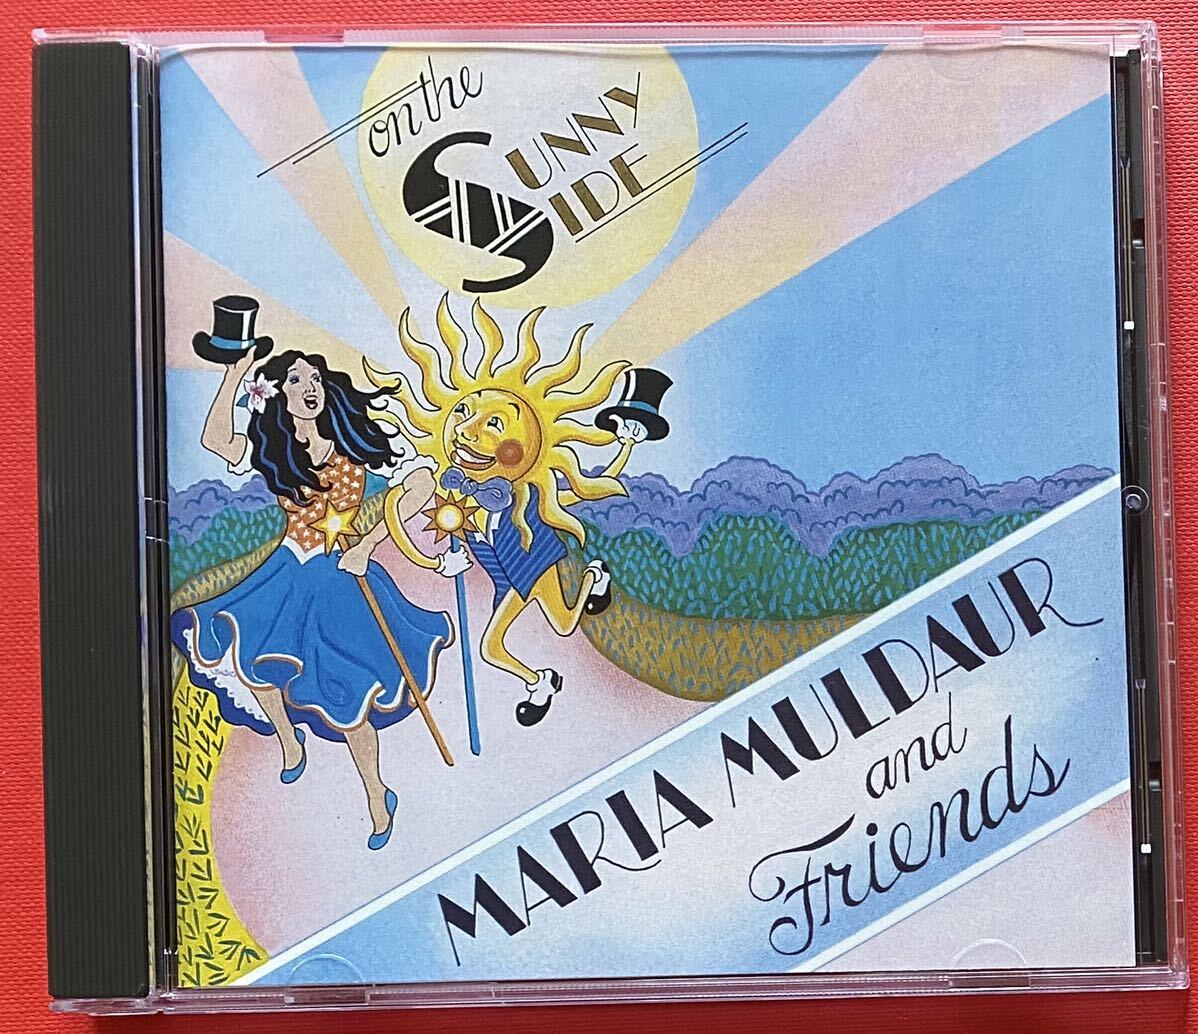 on the
SUNNY
SIDE
MARIA MULDAUR
and
Friends